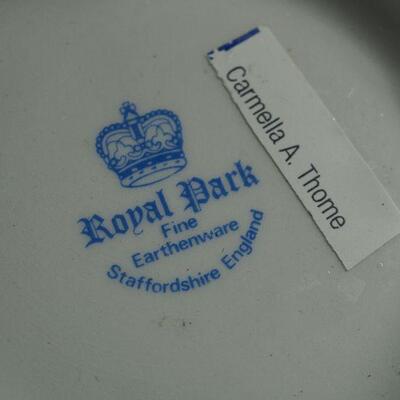 Royal Park
Fine
Earthenware
Staffordshire England
Carmella A. Thome